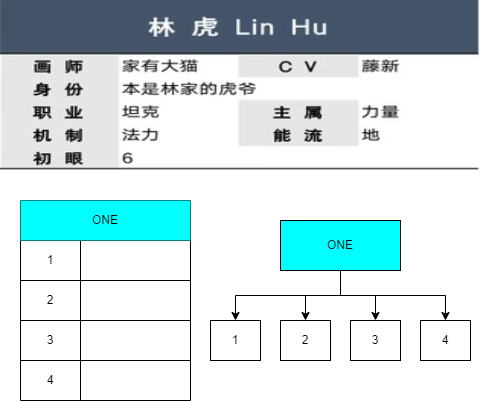 林 虎 Lin Hu
画 师 家有大猫 C V 藤新
身 份 本是林家的虎爷
职 业 坦克 主 属 力量
机 制 法力 能 流 地
初 眼 6
ONE
1
2
3
4
ONE
1 2 3 4